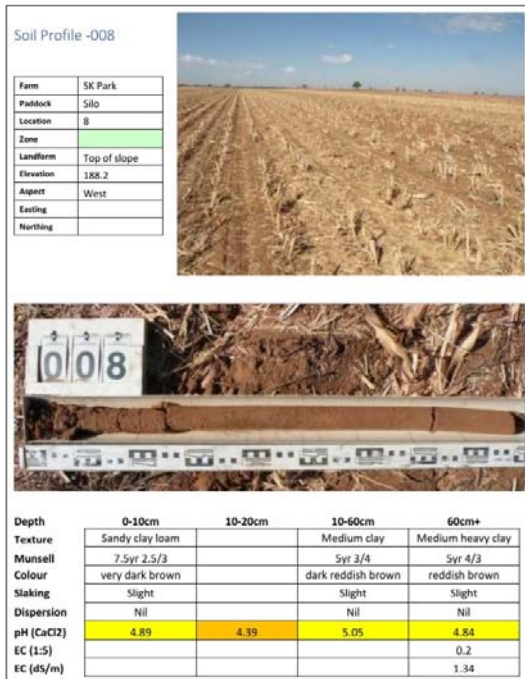 Soil Profile -008
Farm SK Park
Paddock Silo
Location 8
Zone
Landform Top of slope
Elevation 188.2
Aspect West
Easting
Northing
008
Depth 0-10cm 10-20cm 10-60cm 60cm+
Texture Sandy clay loam Medium clay Medium heavy clay
Munsell 7.5yr 2.5/3 5yr 3/4 5yr 4/3
Colour very dark brown dark reddish brown reddish brown
Slaking Slight Slight Slight
Dispersion Nil Nil Nil
pH (CaCl2) 4.89 4.39 5.05 4.84
EC (1:5) 0.2
EC (dS/m) 1.34